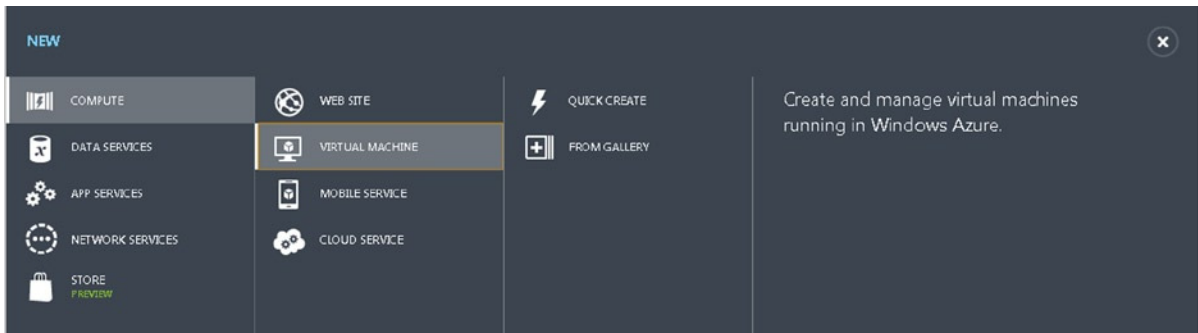 NEW
COMPUTE
DATA SERVICES
APP SERVICES
NETWORK SERVICES
STORE
PREVIEW
WEB SITE
VIRTUAL MACHINE
MOBILE SERVICE
CLOUD SERVICE
QUICK CREATE
FROM GALLERY
Create and manage virtual machines
running in Windows Azure.